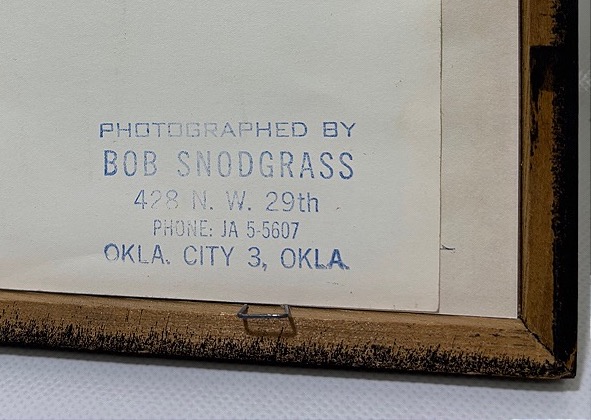 PHOTOGRAPHED BY
BOB SNODGRASS
428 N. W. 29th
PHONE: JA 5-5607
OKLA. CITY 3, OKLA.